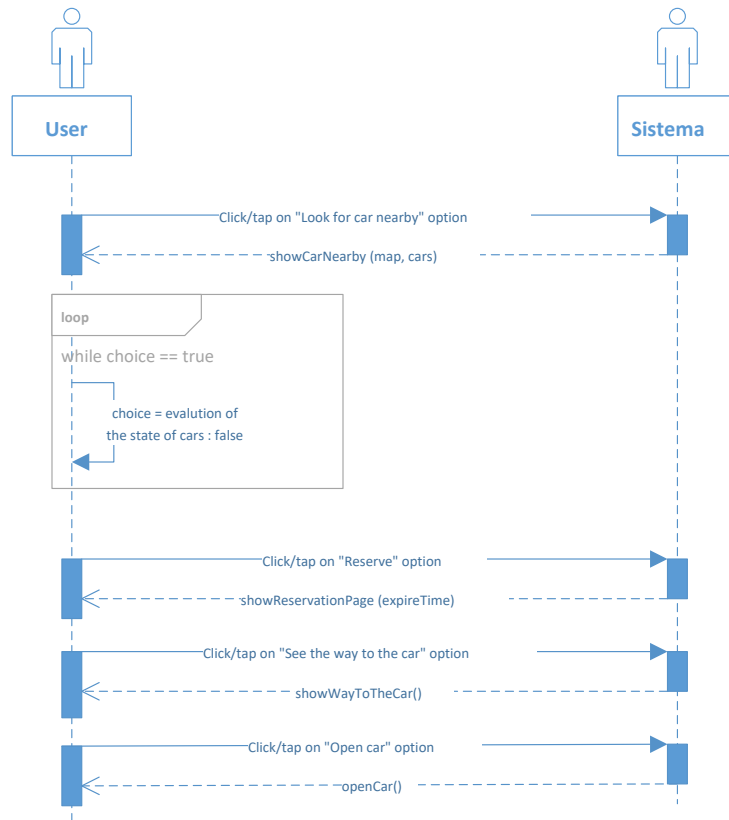 User
Sistema
Click/tap on "Look for car nearby" option
showCarNearby (map, cars)
loop
while choice == true
choice = evalution of
the state of cars : false
Click/tap on "Reserve" option
showReservationPage (expireTime)
Click/tap on "See the way to the car" option
showWayToTheCar()
Click/tap on "Open car" option
openCar()